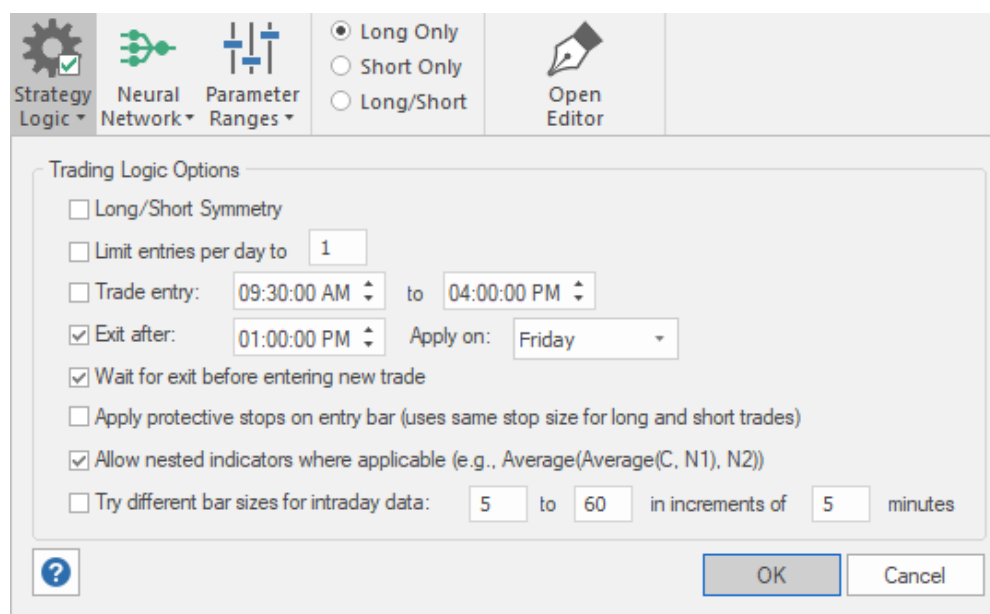 Strategy Logic
Neural Network
Parameter Ranges
Long Only
Short Only
Long/Short
Open Editor
Trading Logic Options
Long/Short Symmetry
Limit entries per day to 1
Trade entry: 09:30:00 AM to 04:00:00 PM
Exit after: 01:00:00 PM Apply on: Friday
Wait for exit before entering new trade
Apply protective stops on entry bar (uses same stop size for long and short trades)
Allow nested indicators where applicable (e.g., Average(Average(C, N1), N2))
Try different bar sizes for intraday data: 5 to 60 in increments of 5 minutes
?
OK Cancel